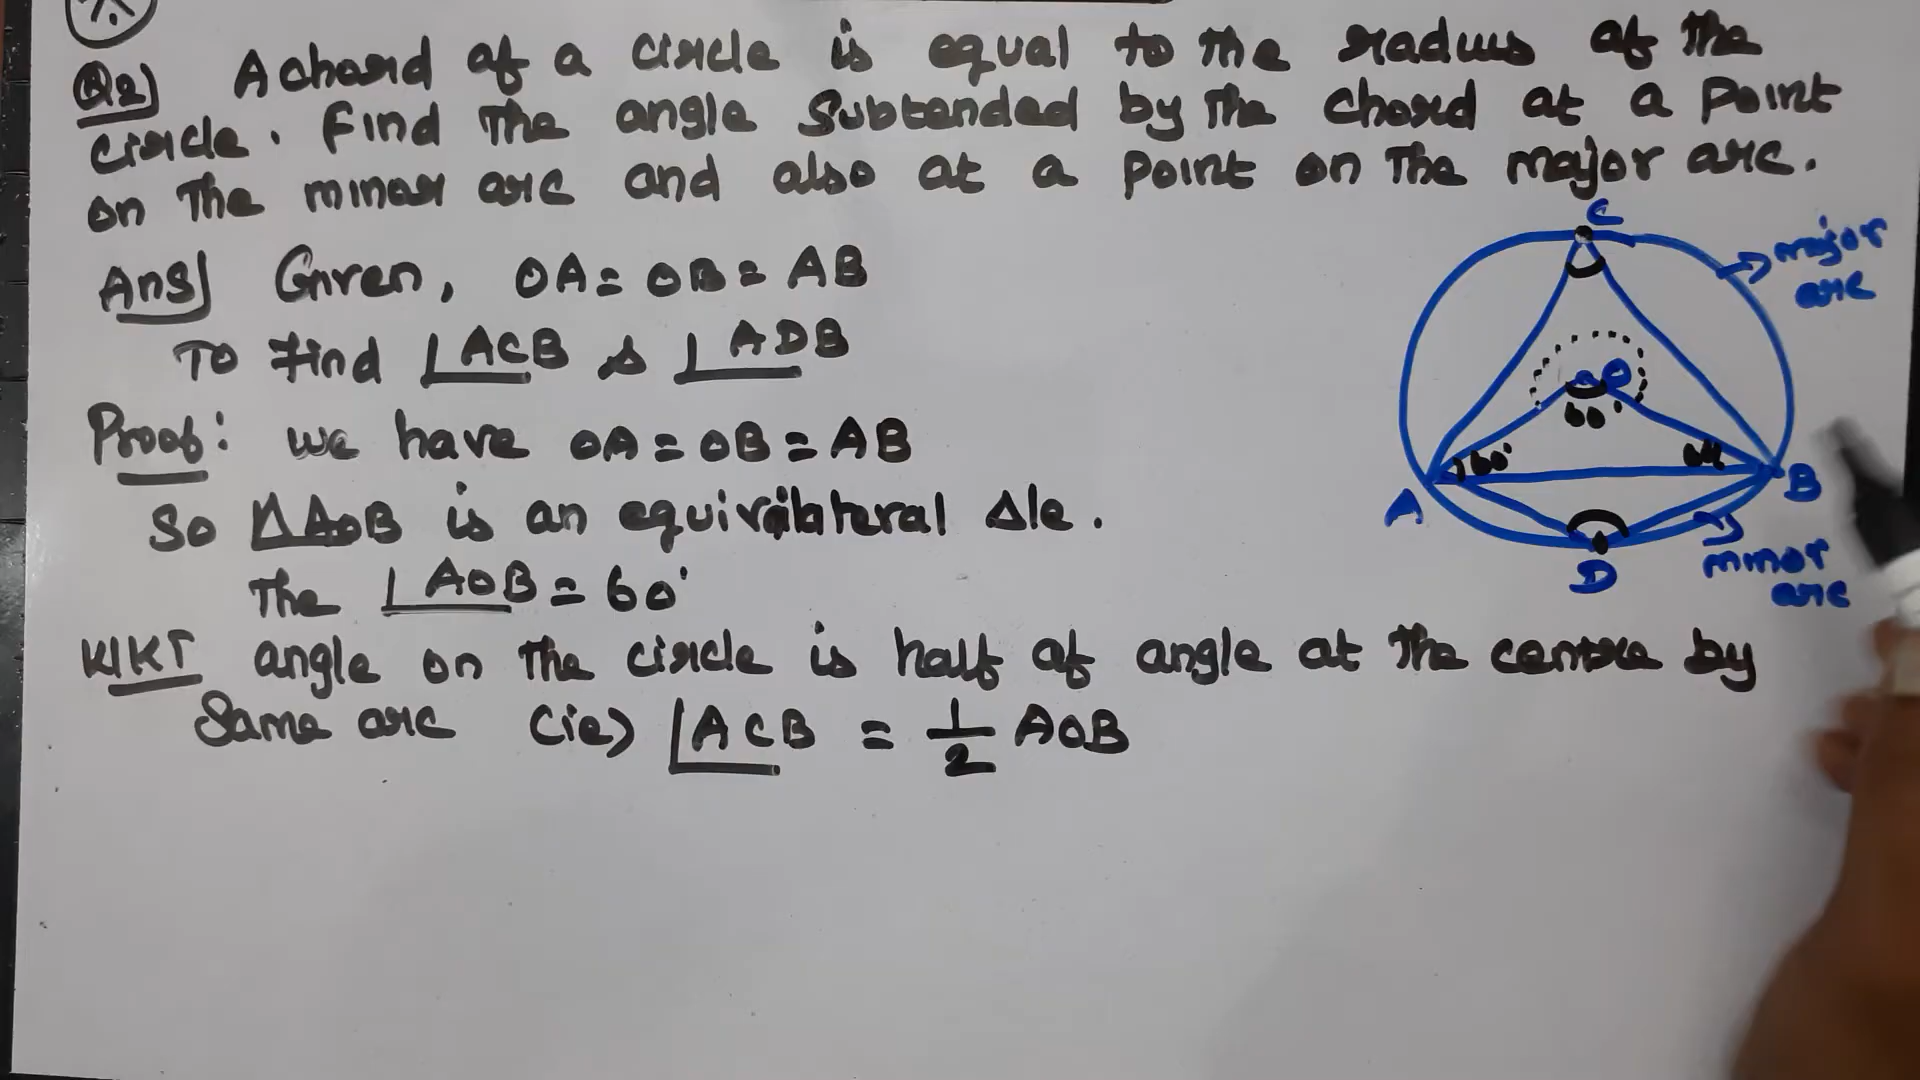 Q2) A chord of a circle is equal to the radius of the
circle. Find the angle Subtended by the chord at a point
on the minor arc and also at a point on the major arc.
Ans] Given, OA = OB = AB
To find ∠ACB & ∠ADB
Proof: we have OA = OB = AB
So ΔAOB is an equivilateral Δle.
The ∠AOB = 60°
WKT angle on the circle is half of angle at the centre by
Same arc (ie) ∠ACB = 1/2 AOB
C
major
arc
O
60°
60°
A
B
D
minor
arc